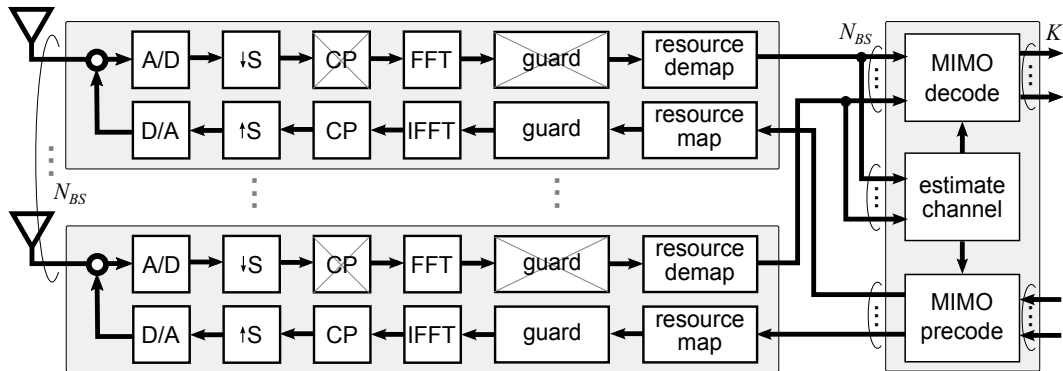 N_BS
K
A/D
↓S
CP
FFT
guard
resource
demap
MIMO
decode
D/A
↑S
CP
IFFT
guard
resource
map
N_BS
estimate
channel
A/D
↓S
CP
FFT
guard
resource
demap
MIMO
precode
D/A
↑S
CP
IFFT
guard
resource
map